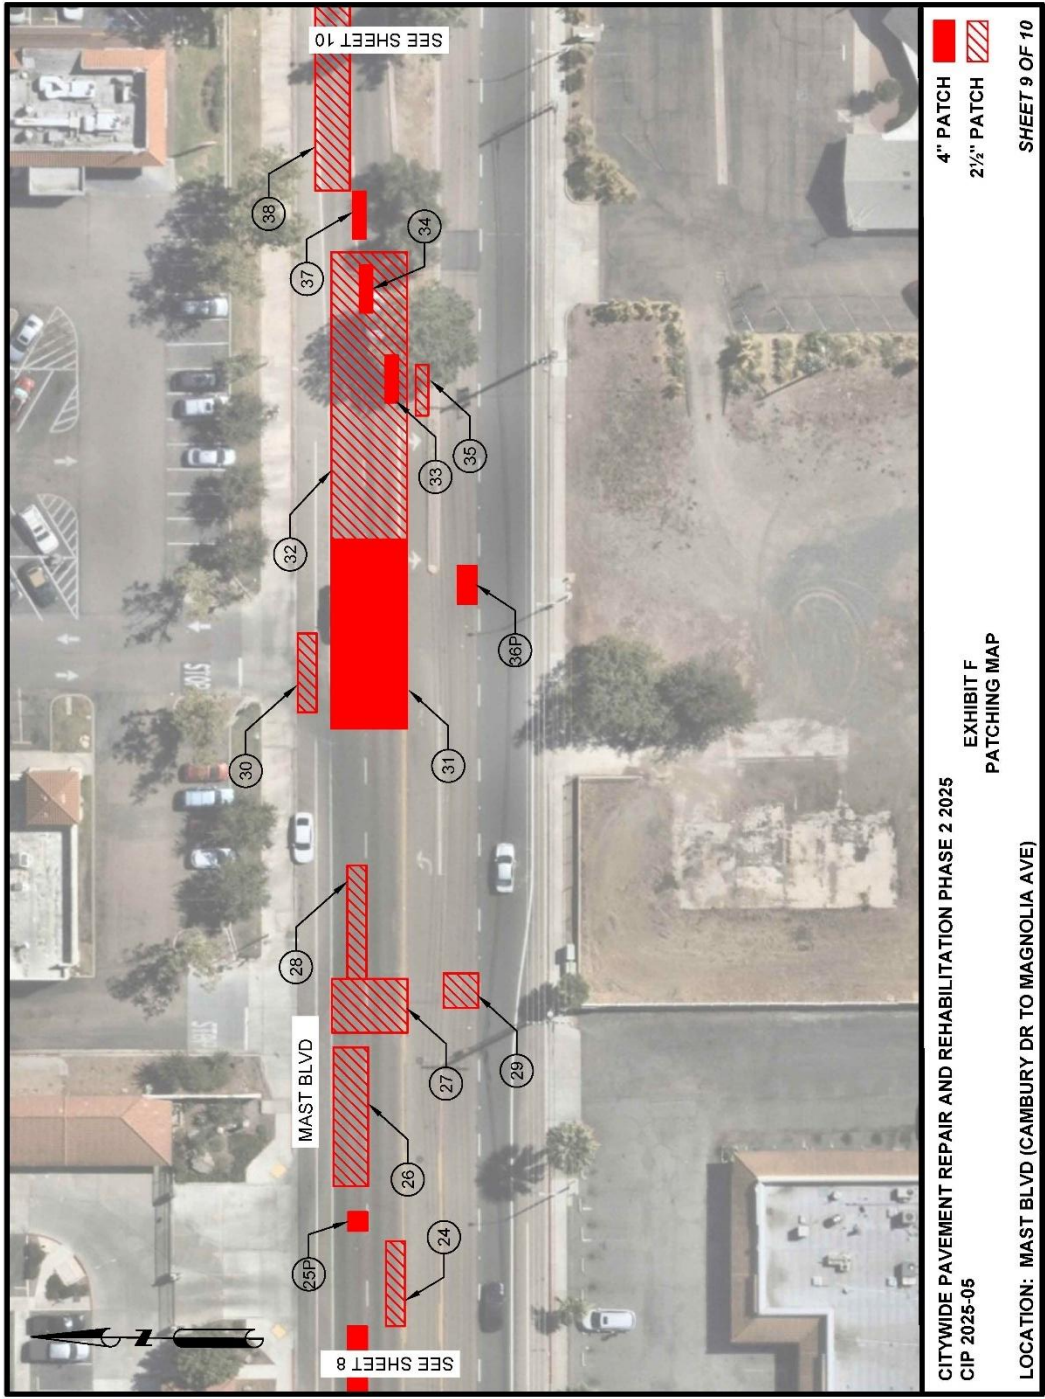 SEE SHEET 10
38
37
34
32
33
35
30
36P
31
28
MAST BLVD
27
29
26
25P
24
SEE SHEET 8
STOP
STOP
N
CITYWIDE PAVEMENT REPAIR AND REHABILITATION PHASE 2 2025
CIP 2025-05
EXHIBIT F
PATCHING MAP
LOCATION: MAST BLVD (CAMBURY DR TO MAGNOLIA AVE)
4" PATCH
2½" PATCH
SHEET 9 OF 10